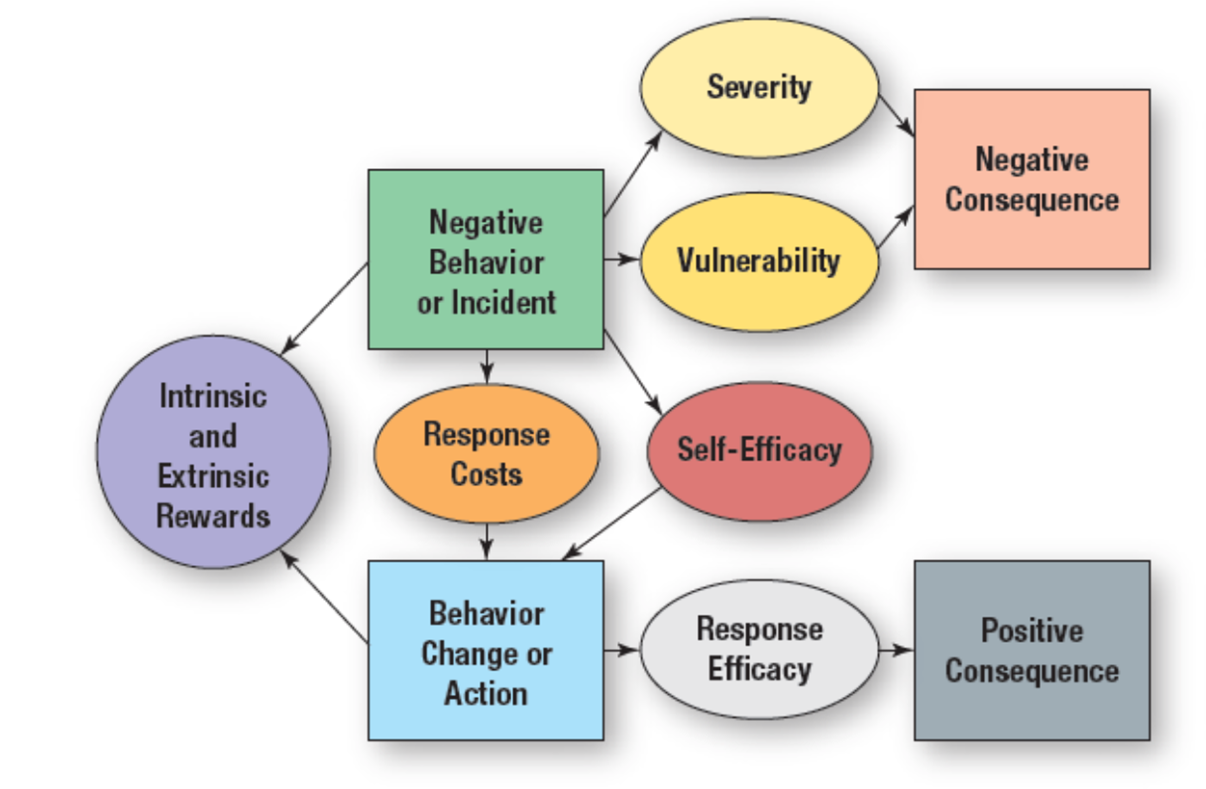 Severity
Negative
Consequence
Negative
Behavior
or Incident
Vulnerability
Intrinsic
and
Extrinsic
Rewards
Response
Costs
Self-Efficacy
Behavior
Change or
Action
Response
Efficacy
Positive
Consequence